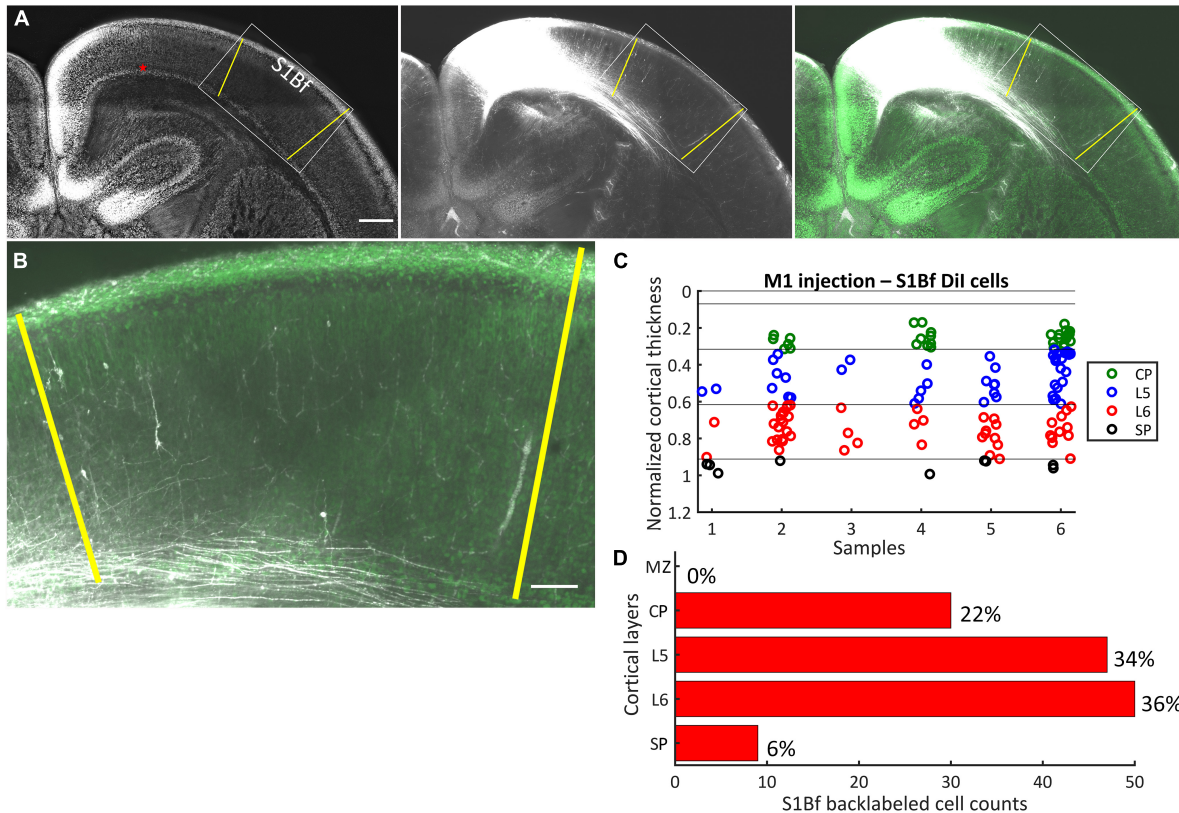 A
S1Bf
B
C
M1 injection – S1Bf DiI cells
Normalized cortical thickness
0
0.2
0.4
0.6
0.8
1
1.2
1 2 3 4 5 6
Samples
CP
L5
L6
SP
D
Cortical layers
MZ 0%
CP 22%
L5 34%
L6 36%
SP 6%
0 10 20 30 40 50
S1Bf backlabeled cell counts